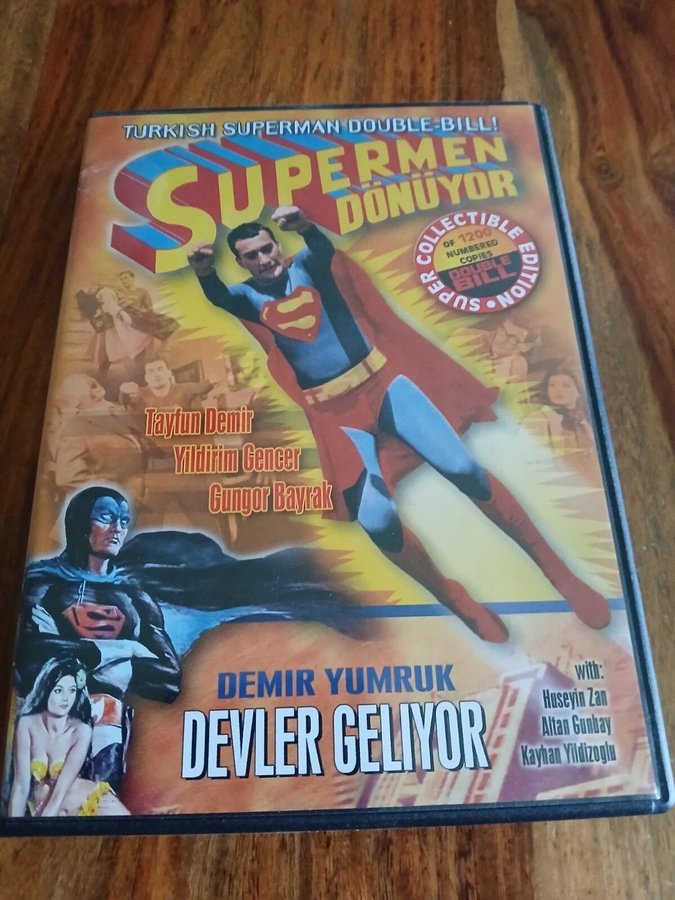 TURKISH SUPERMAN DOUBLE-BILL!
SUPERMEN
DÖNÜYOR
SUPER COLLECTIBLE EDITION •
OF 1200
NUMBERED
COPIES
DOUBLE
BILL
Tayfun Demir
Yildirim Gencer
Gungor Bayrak
DEMIR YUMRUK
DEVLER GELIYOR
with:
Huseyin Zan
Altan Gunbay
Kayhan Yildizoglu